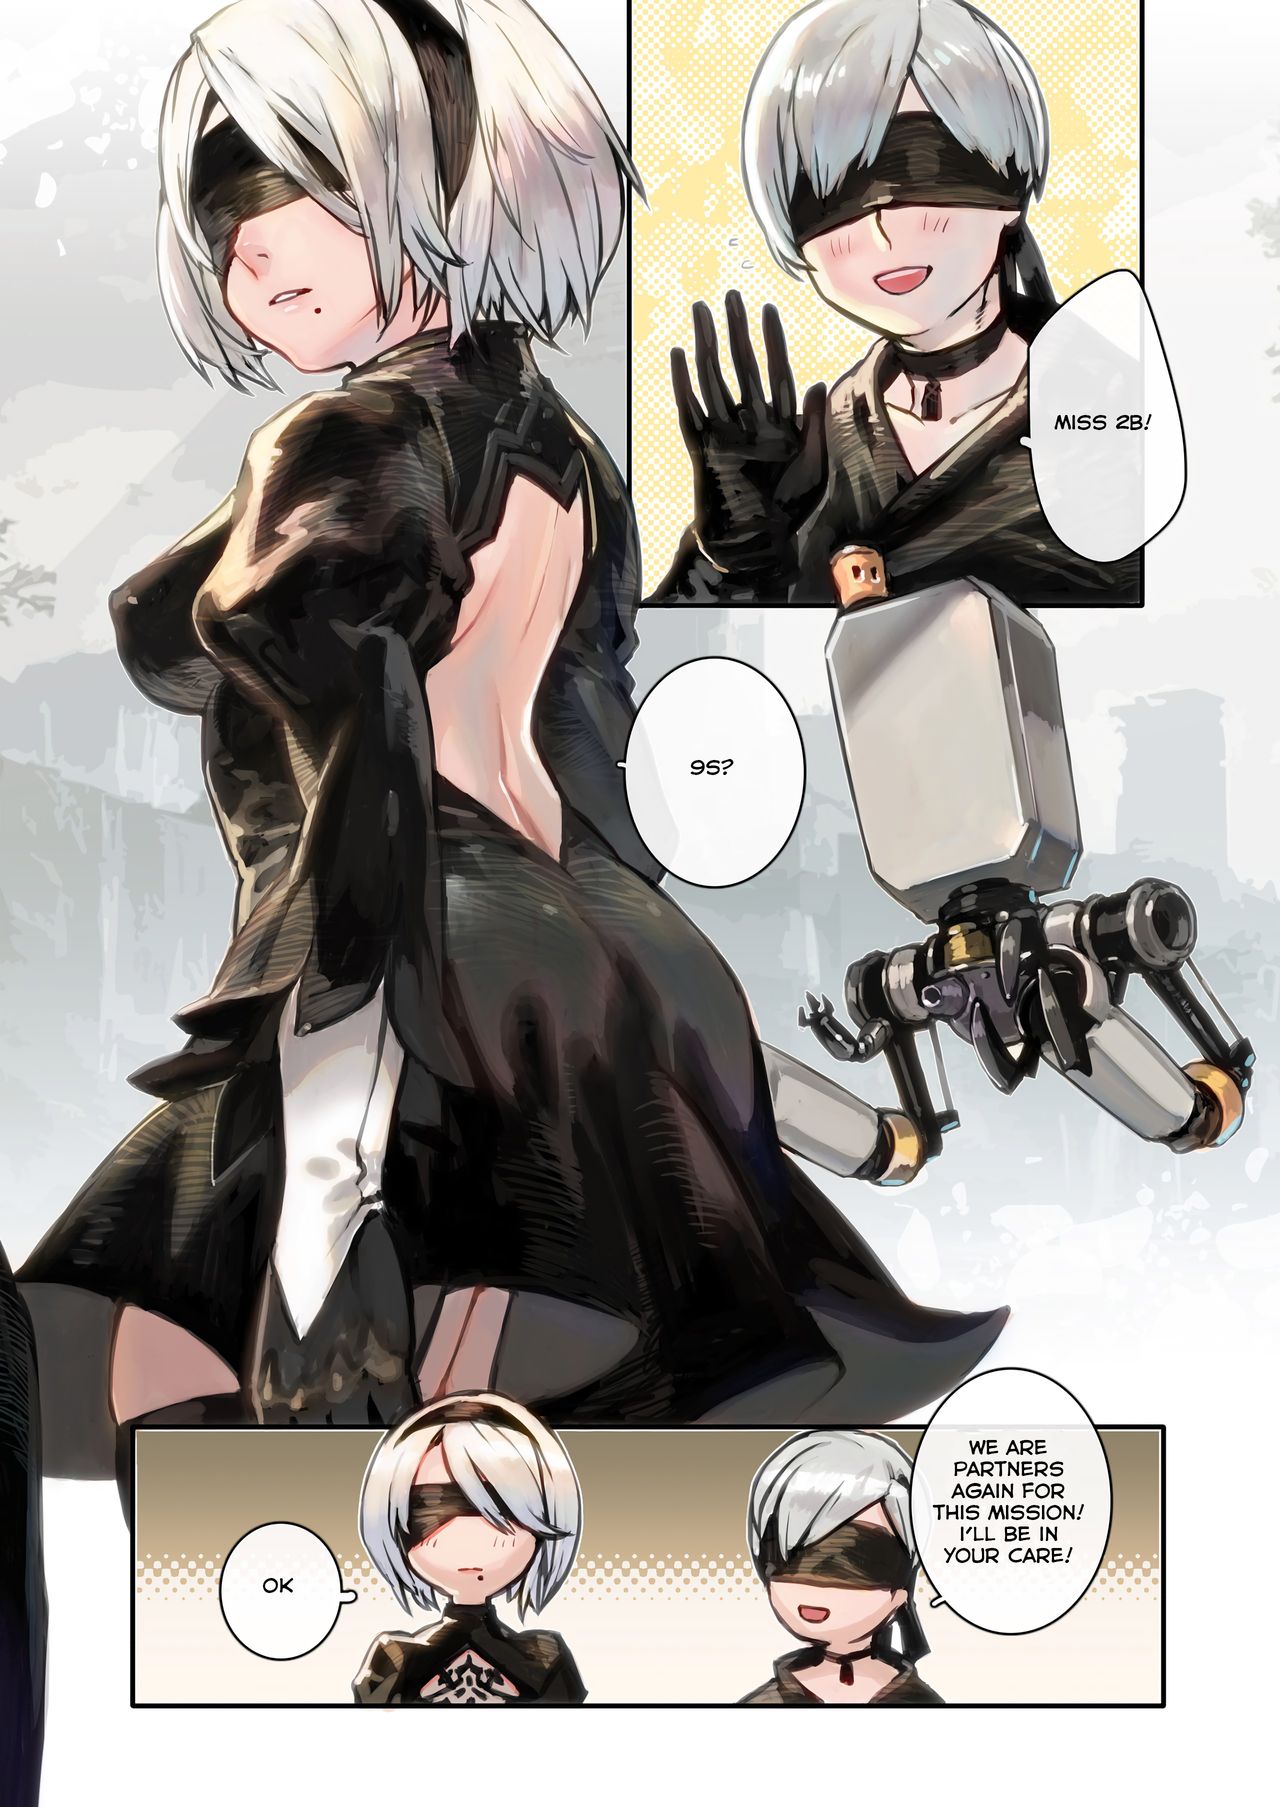 MISS 2B!
9S?
WE ARE
PARTNERS
AGAIN FOR
THIS MISSION!
I'LL BE IN
YOUR CARE!
OK